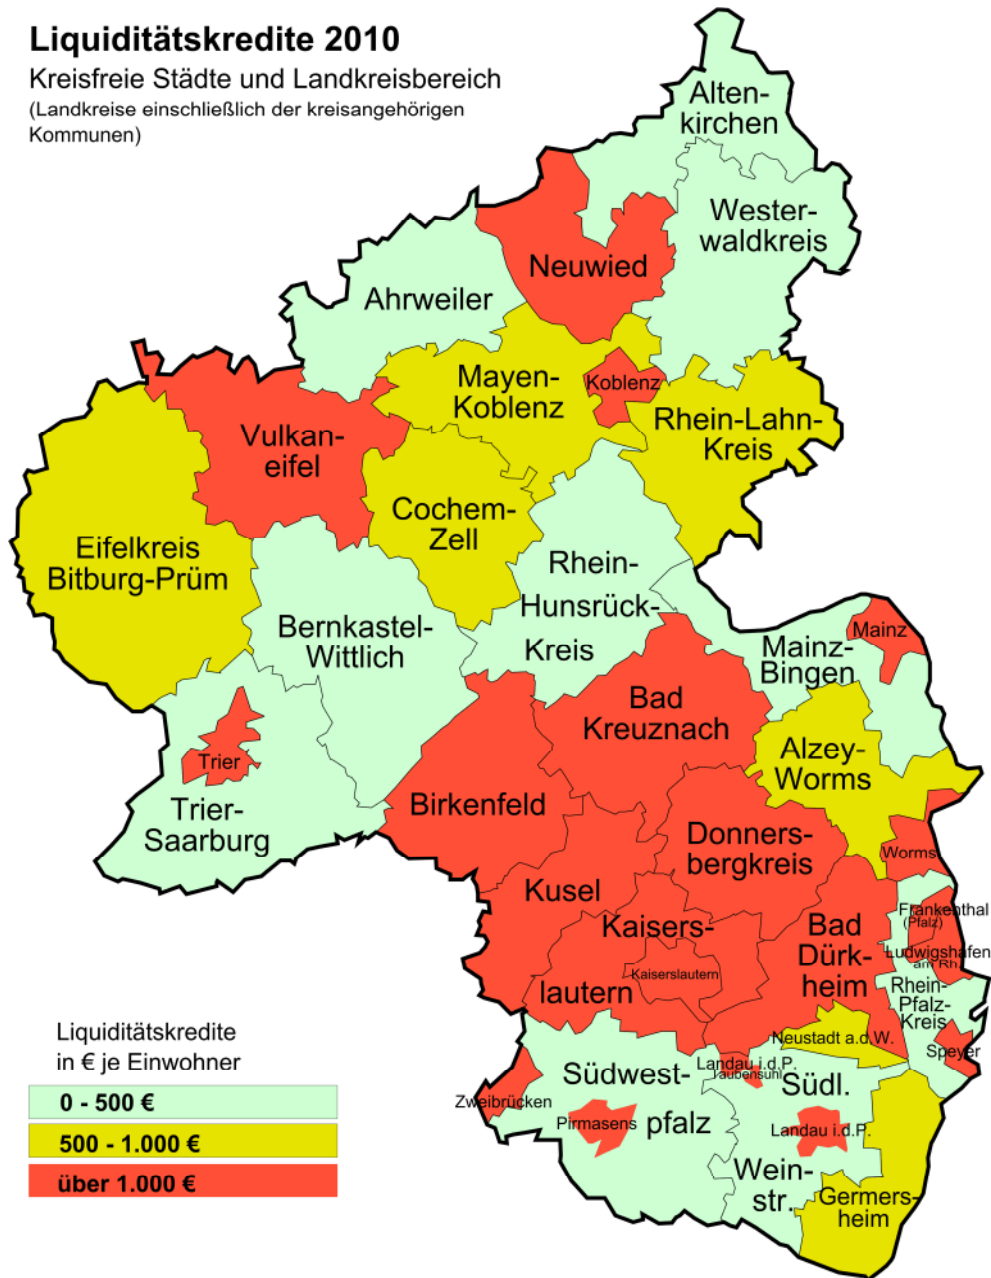 Liquiditätskredite 2010
Kreisfreie Städte und Landkreisbereich
(Landkreise einschließlich der kreisangehörigen
Kommunen)
Alten-
kirchen
Wester-
waldkreis
Neuwied
Ahrweiler
Mayen-
Koblenz
Koblenz
Rhein-Lahn-
Kreis
Vulkan-
eifel
Cochem-
Zell
Eifelkreis
Bitburg-Prüm
Rhein-
Hunsrück-
Kreis
Bernkastel-
Wittlich
Mainz
Mainz-
Bingen
Bad
Kreuznach
Trier
Alzey-
Worms
Birkenfeld
Trier-
Saarburg
Donners-
bergkreis
Worms
Kusel
Kaisers-
lautern
Kaiserslautern
Bad
Dürk-
heim
Frankenthal
(Pfalz)
Ludwigshafen
am Rh.
Rhein-
Pfalz-
Kreis
Neustadt a.d.W.
Speyer
Landau i.d.P.
Taubensuhl
Südwest-
pfalz
Südl.
Wein-
str.
Zweibrücken
Pirmasens
Landau i.d.P.
Germers-
heim
Liquiditätskredite
in € je Einwohner
0 - 500 €
500 - 1.000 €
über 1.000 €